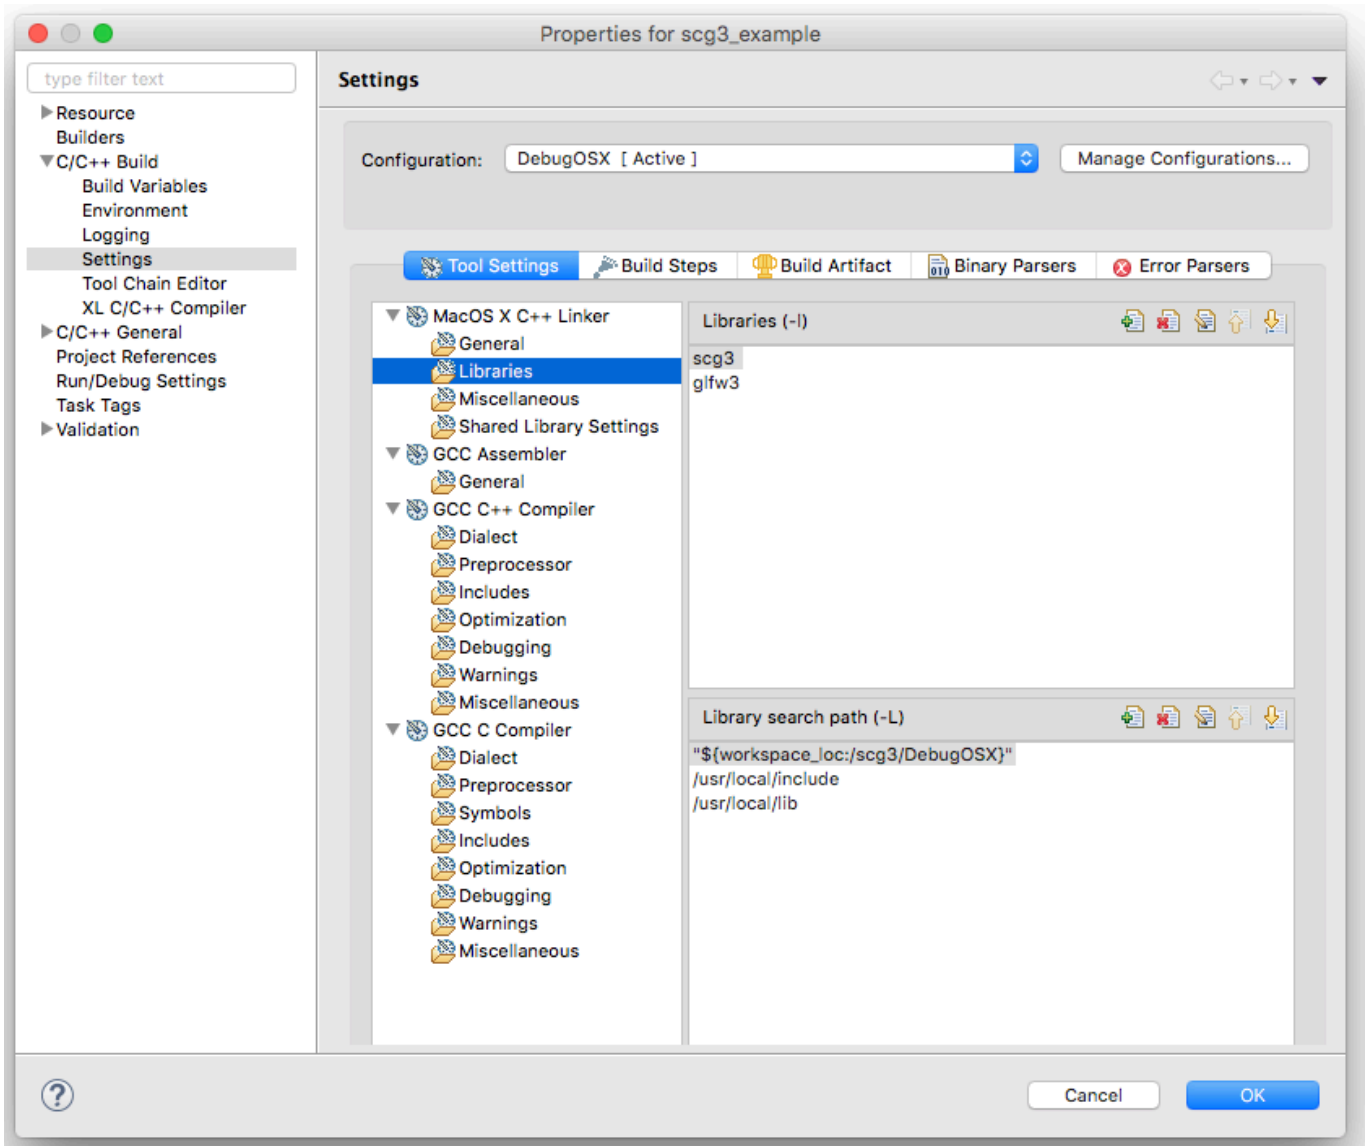 Properties for scg3_example
type filter text
Resource
Builders
C/C++ Build
Build Variables
Environment
Logging
Settings
Tool Chain Editor
XL C/C++ Compiler
C/C++ General
Project References
Run/Debug Settings
Task Tags
Validation
Settings
Configuration:
DebugOSX [ Active ]
Manage Configurations...
Tool Settings
Build Steps
Build Artifact
Binary Parsers
Error Parsers
MacOS X C++ Linker
General
Libraries
Miscellaneous
Shared Library Settings
GCC Assembler
General
GCC C++ Compiler
Dialect
Preprocessor
Includes
Optimization
Debugging
Warnings
Miscellaneous
GCC C Compiler
Dialect
Preprocessor
Symbols
Includes
Optimization
Debugging
Warnings
Miscellaneous
Libraries (-l)
scg3
glfw3
Library search path (-L)
"${workspace_loc:/scg3/DebugOSX}"
/usr/local/include
/usr/local/lib
?
Cancel
OK